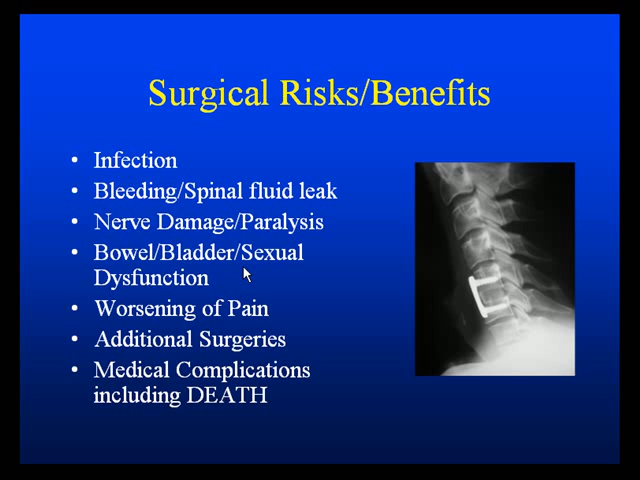 Surgical Risks/Benefits
• Infection
• Bleeding/Spinal fluid leak
• Nerve Damage/Paralysis
• Bowel/Bladder/Sexual
Dysfunction
• Worsening of Pain
• Additional Surgeries
• Medical Complications
including DEATH